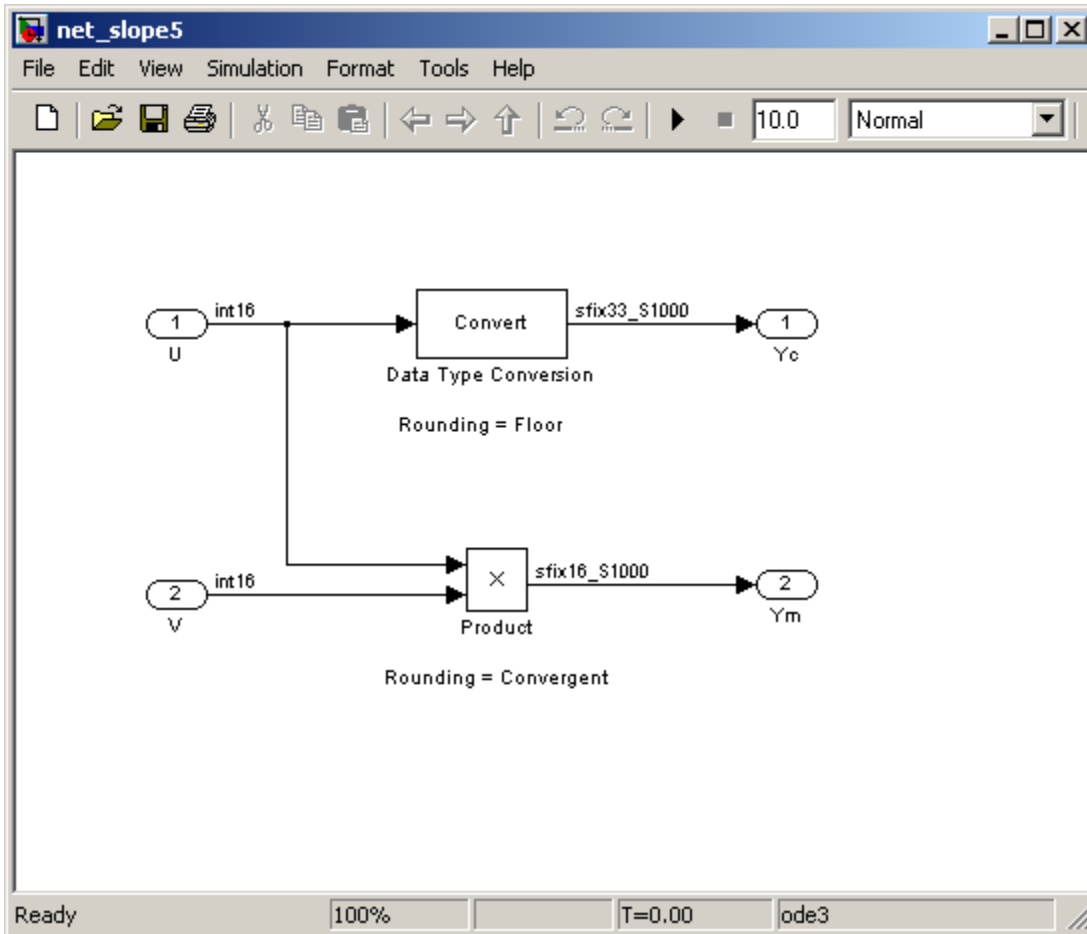 net_slope5
File Edit View Simulation Format Tools Help
10.0 Normal
int16
1
U
Convert
sfix33_S1000
1
Yc
Data Type Conversion
Rounding = Floor
int16
2
V
×
sfix16_S1000
2
Ym
Product
Rounding = Convergent
Ready 100% T=0.00 ode3